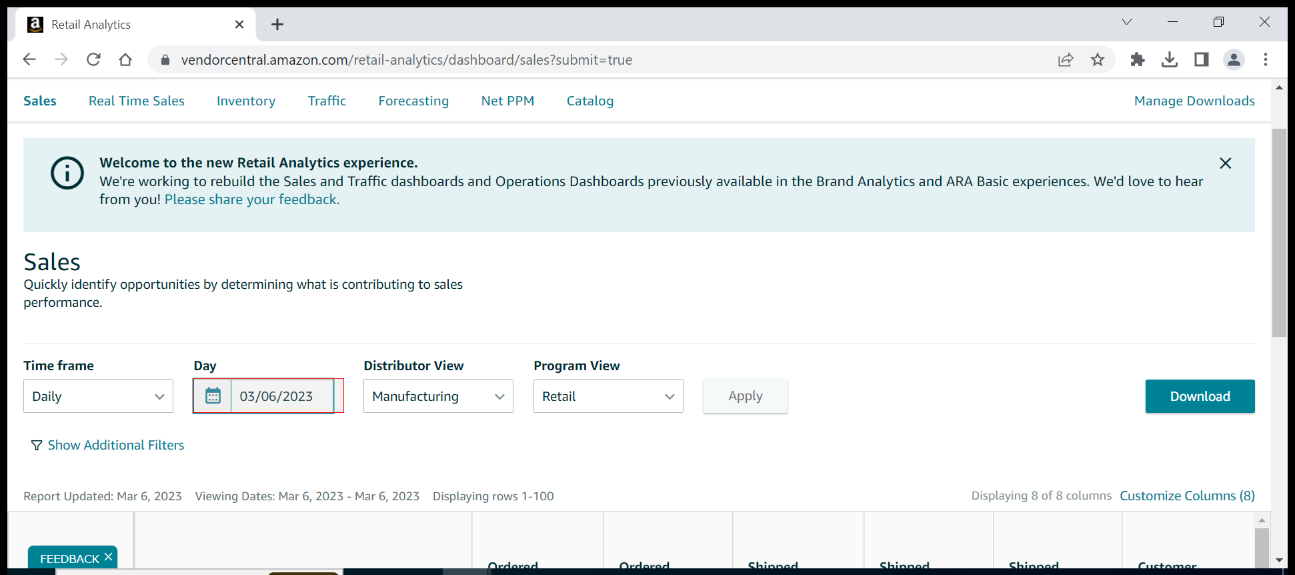 Retail Analytics
vendorcentral.amazon.com/retail-analytics/dashboard/sales?submit=true
Sales Real Time Sales Inventory Traffic Forecasting Net PPM Catalog Manage Downloads
Welcome to the new Retail Analytics experience.
We're working to rebuild the Sales and Traffic dashboards and Operations Dashboards previously available in the Brand Analytics and ARA Basic experiences. We'd love to hear
from you! Please share your feedback.
Sales
Quickly identify opportunities by determining what is contributing to sales
performance.
Time frame Day Distributor View Program View
Daily 03/06/2023 Manufacturing Retail Apply Download
Show Additional Filters
Report Updated: Mar 6, 2023 Viewing Dates: Mar 6, 2023 - Mar 6, 2023 Displaying rows 1-100 Displaying 8 of 8 columns Customize Columns (8)
FEEDBACK
Ordered Ordered Shipped Shipped Shipped Customer